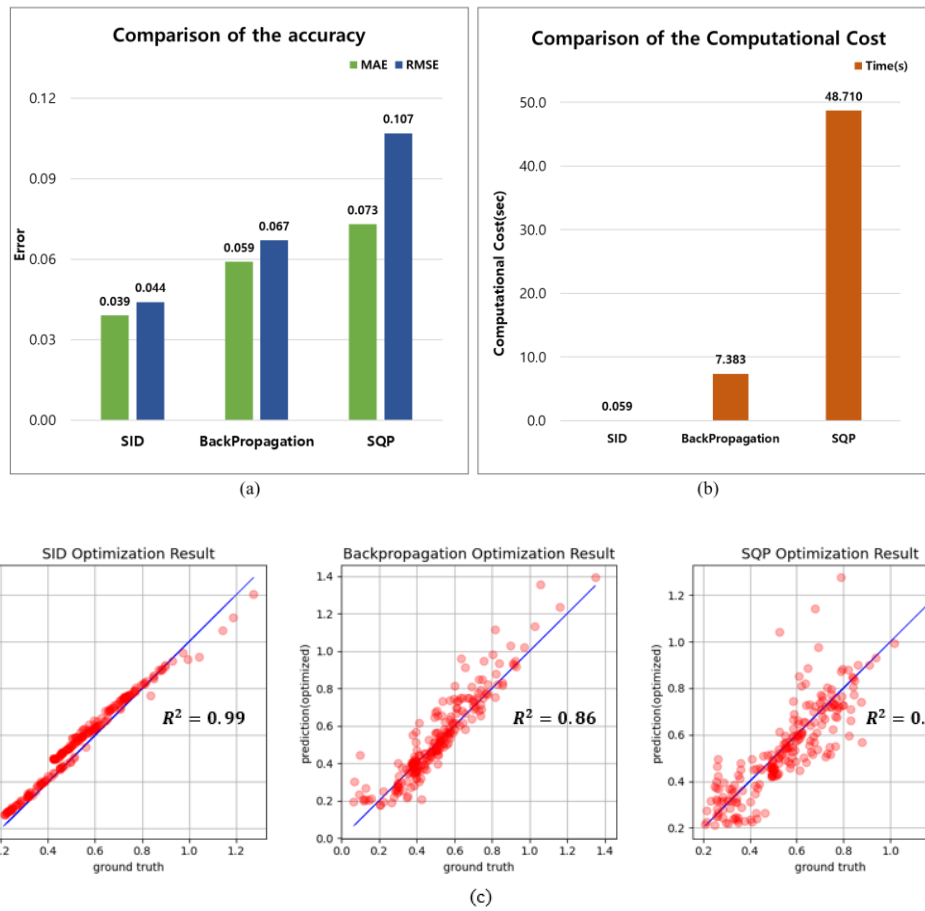 Comparison of the accuracy
MAE RMSE
0.12
0.09
0.06
0.03
0.00
Error
0.039
0.044
0.059
0.067
0.073
0.107
SID
BackPropagation
SQP
(a)
Comparison of the Computational Cost
Time(s)
50.0
40.0
30.0
20.0
10.0
0.0
Computational Cost(sec)
0.059
7.383
48.710
SID
BackPropagation
SQP
(b)
SID Optimization Result
R² = 0.99
0.4
0.6
0.8
1.0
1.2
ground truth
Backpropagation Optimization Result
prediction(optimized)
1.4
1.2
1.0
0.8
0.6
0.4
0.2
0.0
R² = 0.86
0.0
0.2
0.4
0.6
0.8
1.0
1.2
1.4
ground truth
SQP Optimization Result
prediction(optimized)
1.2
1.0
0.8
0.6
0.4
0.2
R² = 0.
0.2
0.4
0.6
0.8
1.0
ground truth
(c)